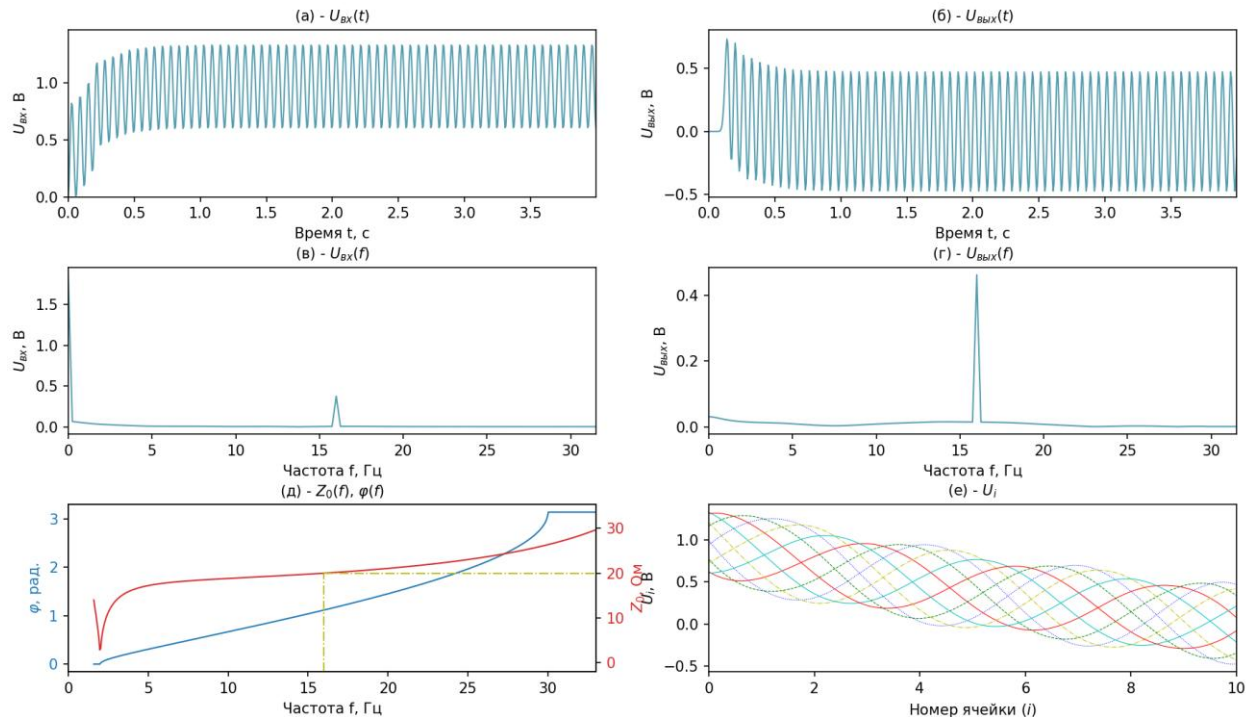 (а) - Uвх(t)
Uвх, В
1.0
0.5
0.0
0.0 0.5 1.0 1.5 2.0 2.5 3.0 3.5
Время t, с
(б) - Uвых(t)
Uвых, В
0.5
0.0
−0.5
0.0 0.5 1.0 1.5 2.0 2.5 3.0 3.5
Время t, с
(в) - Uвх(f)
Uвх, В
1.5
1.0
0.5
0.0
0 5 10 15 20 25 30
Частота f, Гц
(г) - Uвых(f)
Uвых, В
0.4
0.2
0.0
0 5 10 15 20 25 30
Частота f, Гц
(д) - Z0(f), φ(f)
φ, рад.
3
2
1
0
0 5 10 15 20 25 30
Частота f, Гц
30
20
10
0
Z0, Ом
(е) - Ui
Ui, В
1.0
0.5
0.0
−0.5
0 2 4 6 8 10
Номер ячейки (i)